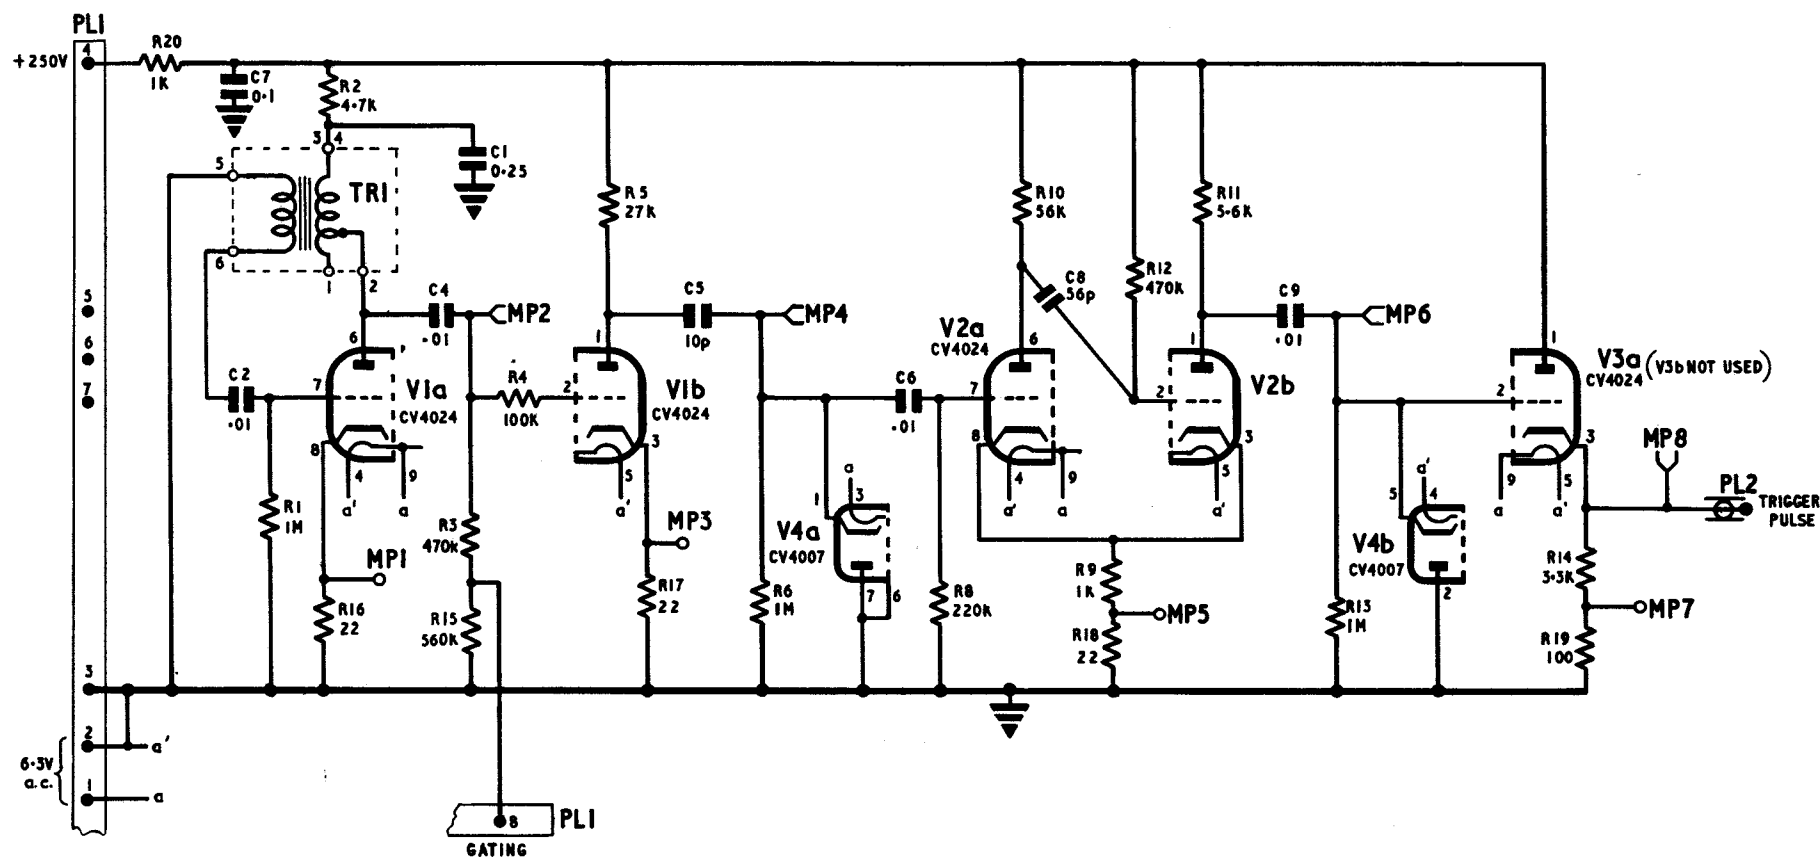 PL1
4
+250V
R20
1K
C7
0·1
R2
4·7K
3 4
C1
0·25
TR1
5
6
1
2
R5
27K
R10
56K
R11
5·6K
R12
470K
C8
56p
5
6
7
C4
·01
MP2
C5
10p
MP4
C9
·01
MP6
6
7
8
4
9
a'
a
V1a
CV4024
C2
·01
R4
100K
1
2
3
5
a'
V1b
CV4024
C6
·01
V2a
CV4024
6
7
8
4
9
a'
a
1
2
3
5
a'
V2b
1
2
3
9
5
a
a'
V3a
CV4024
(V3b NOT USED)
R1
1M
R3
470K
MP1
MP3
R16
22
R15
560K
R17
22
R6
1M
a
1
3
V4a
CV4007
7
6
R8
220K
R9
1K
MP5
R18
22
R13
1M
a'
5
4
V4b
CV4007
2
MP8
PL2
TRIGGER
PULSE
R14
3·3K
MP7
R19
100
3
2
a'
6·3V
a.c.
1
a
8
PL1
GATING